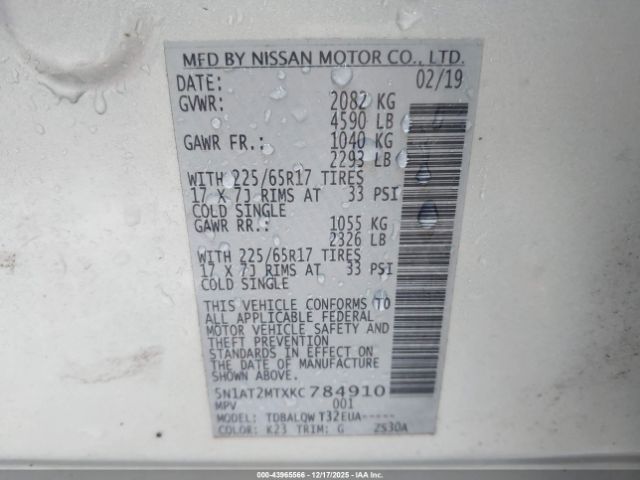 MFD BY NISSAN MOTOR CO., LTD.
DATE: 02/19
GVWR: 2082 KG
4590 LB
GAWR FR.: 1040 KG
2293 LB
WITH 225/65R17 TIRES
17 X 7J RIMS AT 33 PSI
COLD SINGLE
GAWR RR.: 1055 KG
2326 LB
WITH 225/65R17 TIRES
17 X 7J RIMS AT 33 PSI
COLD SINGLE
THIS VEHICLE CONFORMS TO
ALL APPLICABLE FEDERAL
MOTOR VEHICLE SAFETY AND
THEFT PREVENTION
STANDARDS IN EFFECT ON
THE DATE OF MANUFACTURE
SHOWN ABOVE.
5N1AT2MTXKC784910
MPV 001
MODEL: TDBALQW T32EUA-----
COLOR: K23 TRIM: G ZS30A
000-43965566 • 12/17/2025 • IAAI.COM